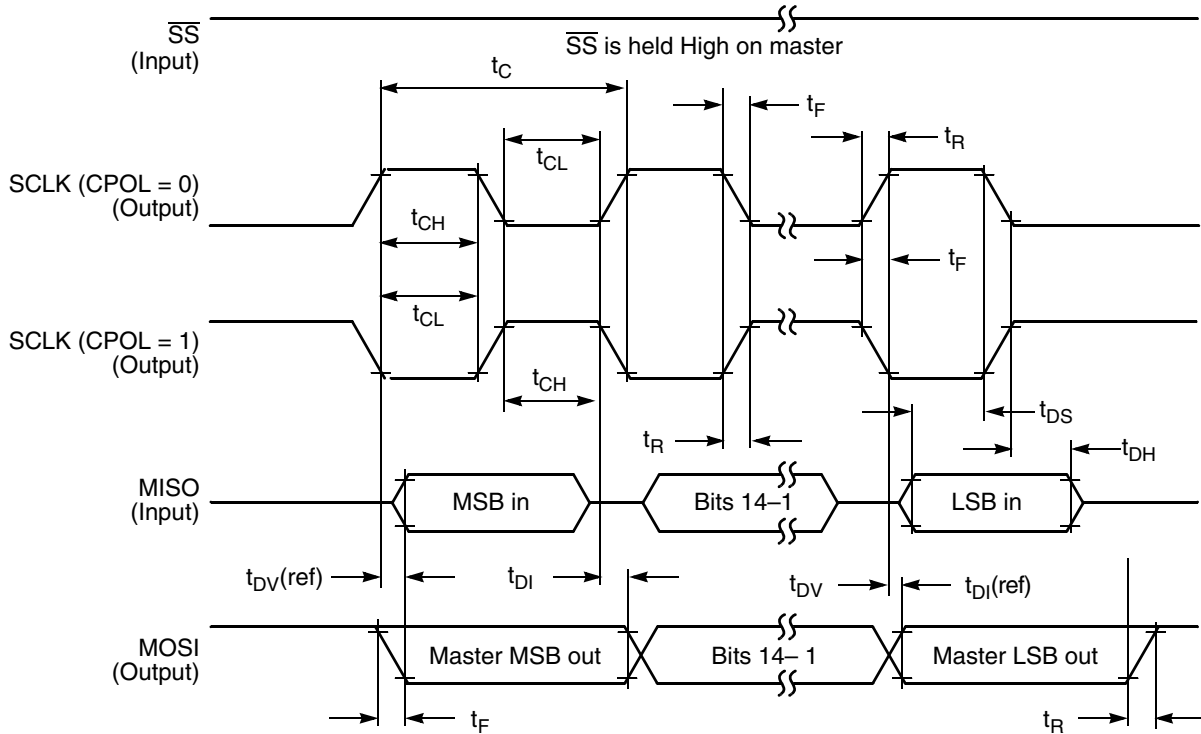 SS
(Input)
SS is held High on master
tC
tF
tR
tCL
SCLK (CPOL = 0)
(Output)
tCH
tF
tCL
SCLK (CPOL = 1)
(Output)
tCH
tDS
tR
tDH
MISO
(Input)
MSB in
Bits 14–1
LSB in
tDV(ref)
tDI
tDV
tDI(ref)
MOSI
(Output)
Master MSB out
Bits 14– 1
Master LSB out
tF
tR